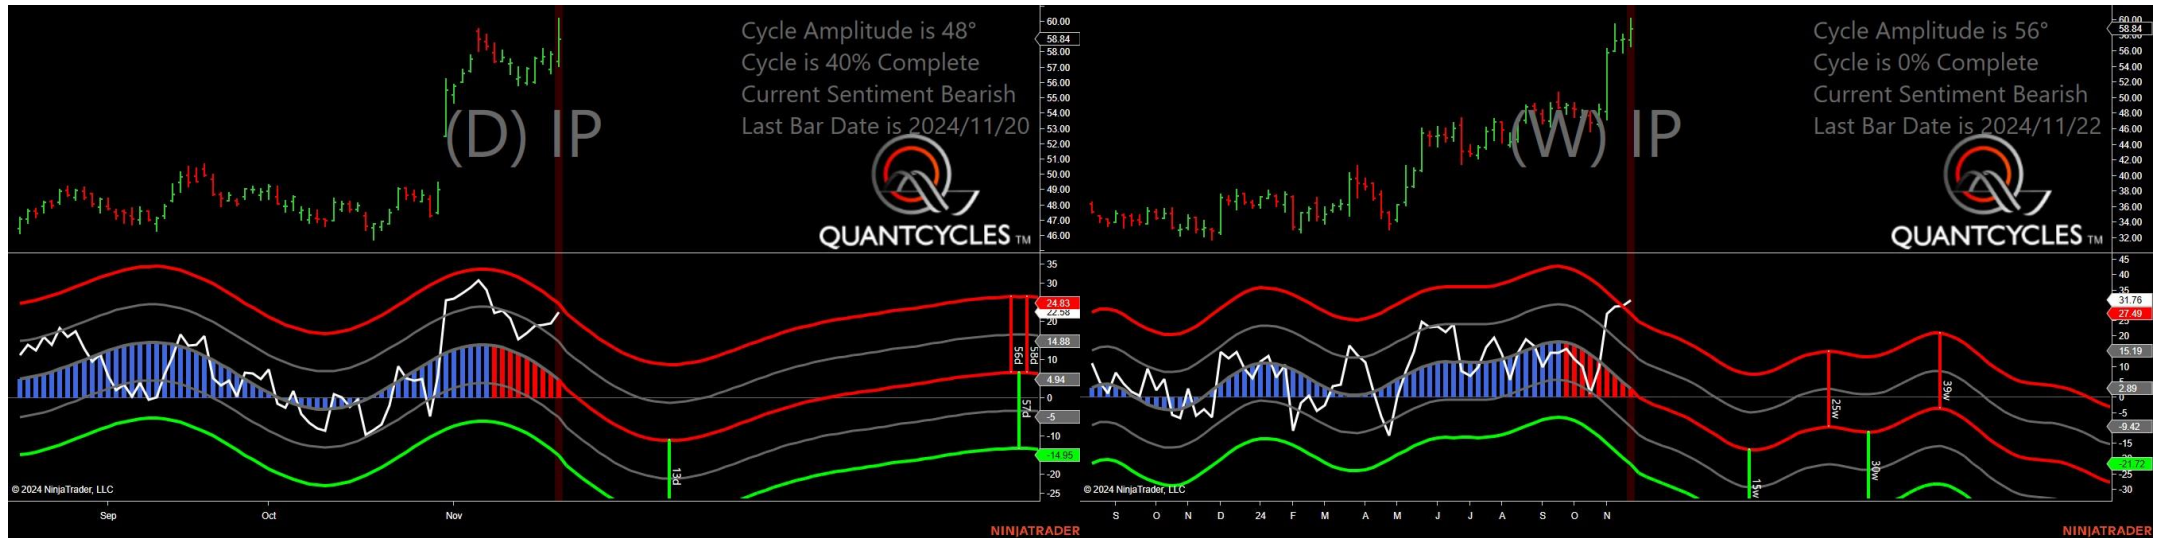 Cycle Amplitude is 48°
Cycle is 40% Complete
Current Sentiment Bearish
Last Bar Date is 2024/11/20
(D) IP
QUANTCYCLES TM
60.00
58.84
58.00
57.00
56.00
55.00
54.00
53.00
52.00
51.00
50.00
49.00
48.00
47.00
46.00
35
30
24.83
22.58
20
14.88
10
4.94
0
-5
-10
-14.95
-20
-25
13d
56d
58d
57d
© 2024 NinjaTrader, LLC
Sep
Oct
Nov
NINJATRADER
Cycle Amplitude is 56°
Cycle is 0% Complete
Current Sentiment Bearish
Last Bar Date is 2024/11/22
(W) IP
QUANTCYCLES TM
60.00
58.84
56.00
54.00
52.00
50.00
48.00
46.00
44.00
42.00
40.00
38.00
36.00
34.00
32.00
45
40
35
31.76
27.49
25
20
15.19
10
2.89
0
-5
-9.42
-15
-21.72
-25
-30
15w
25w
30w
39w
© 2024 NinjaTrader, LLC
S
O
N
D
24
F
M
A
M
J
J
A
S
O
N
NINJATRADER